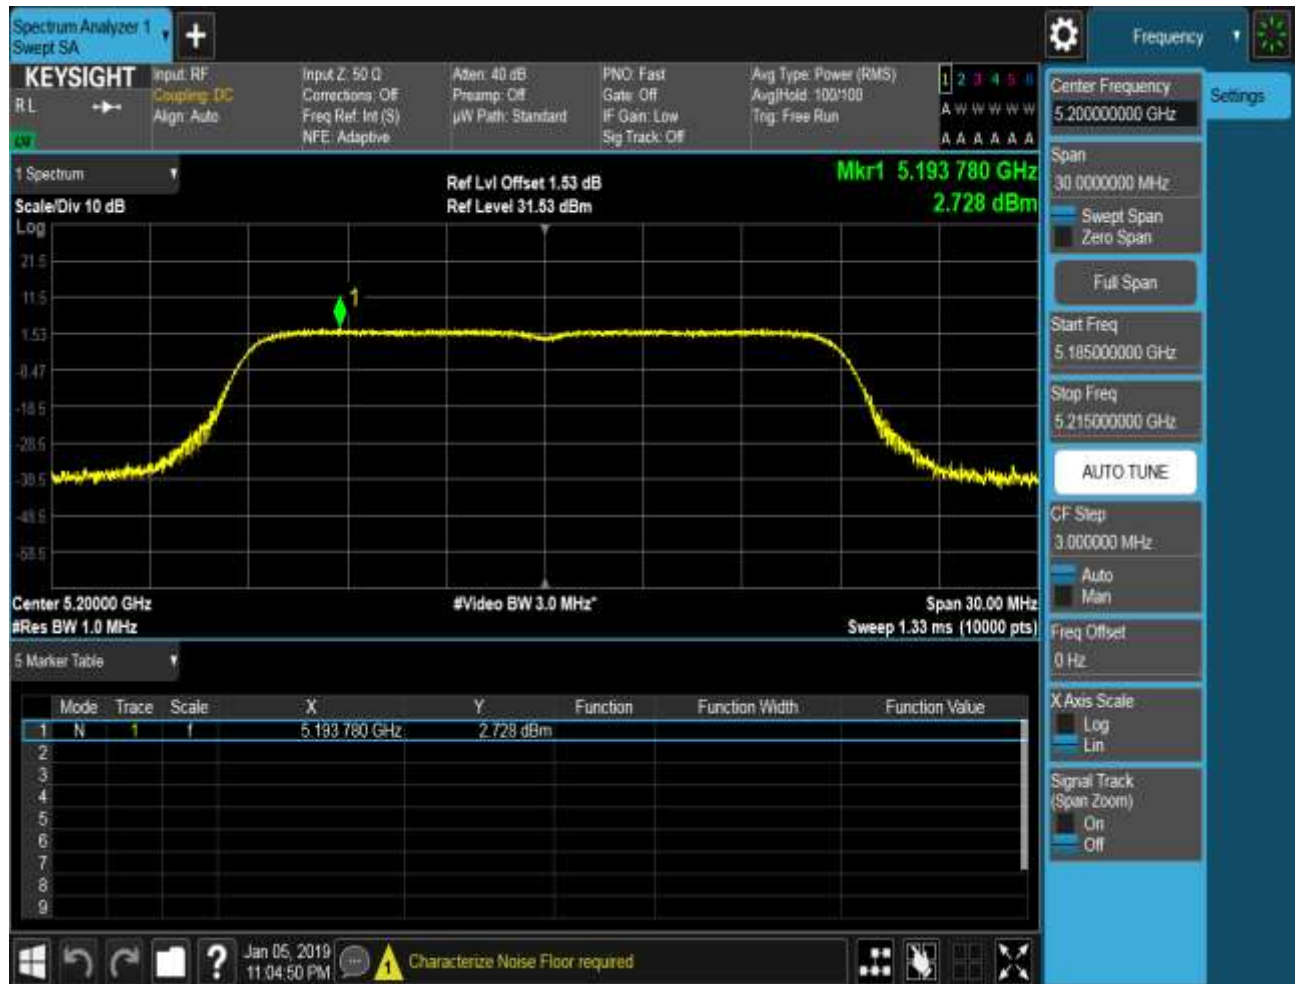 Spectrum Analyzer 1
Swept SA
+
Frequency
KEYSIGHT
RL
Input: RF
Coupling: DC
Align: Auto
Input Z: 50 Ω
Corrections: Off
Freq Ref: Int (S)
NFE: Adaptive
Atten: 40 dB
Preamp: Off
µW Path: Standard
PNO: Fast
Gate: Off
IF Gain: Low
Sig Track: Off
Avg Type: Power (RMS)
Avg|Hold: 100/100
Trig: Free Run
1 2 3 4 5 6
A W W W W W
A A A A A A
Center Frequency
5.200000000 GHz
Settings
Span
30.0000000 MHz
Swept Span
Zero Span
Full Span
Start Freq
5.185000000 GHz
Stop Freq
5.215000000 GHz
AUTO TUNE
CF Step
3.000000 MHz
Auto
Man
Freq Offset
0 Hz
X Axis Scale
Log
Lin
Signal Track
(Span Zoom)
On
Off
1 Spectrum
Scale/Div 10 dB
Ref Lvl Offset 1.53 dB
Ref Level 31.53 dBm
Mkr1 5.193 780 GHz
2.728 dBm
Log
21.5
11.5
1.53
-8.47
-18.5
-28.5
-38.5
-48.5
-58.5
1
Center 5.20000 GHz
#Video BW 3.0 MHz*
Span 30.00 MHz
#Res BW 1.0 MHz
Sweep 1.33 ms (10000 pts)
5 Marker Table
Mode Trace Scale X Y Function Function Width Function Value
1 N 1 f 5.193 780 GHz 2.728 dBm
2
3
4
5
6
7
8
9
?
Jan 05, 2019
11:04:50 PM
1
Characterize Noise Floor required